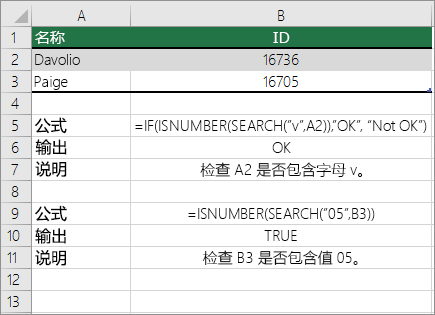 A B
1 名称 ID
2 Davolio 16736
3 Paige 16705
4
5 公式 =IF(ISNUMBER(SEARCH("v",A2)),"OK", "Not OK")
6 输出 OK
7 说明 检查 A2 是否包含字母 v。
8
9 公式 =ISNUMBER(SEARCH("05",B3))
10 输出 TRUE
11 说明 检查 B3 是否包含值 05。
12
13